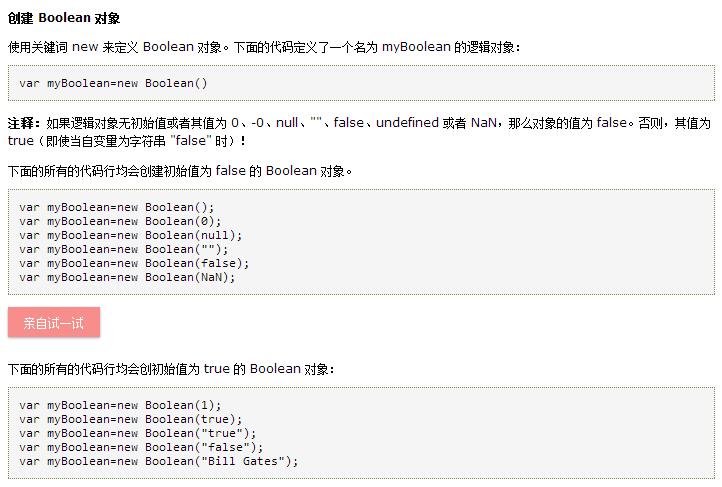 创建 Boolean 对象
使用关键词 new 来定义 Boolean 对象。下面的代码定义了一个名为 myBoolean 的逻辑对象：
var myBoolean=new Boolean()
注释：如果逻辑对象无初始值或者其值为 0、-0、null、""、false、undefined 或者 NaN，那么对象的值为 false。否则，其值为
true（即使当自变量为字符串 "false" 时）！
下面的所有的代码行均会创建初始值为 false 的 Boolean 对象。
var myBoolean=new Boolean();
var myBoolean=new Boolean(0);
var myBoolean=new Boolean(null);
var myBoolean=new Boolean("");
var myBoolean=new Boolean(false);
var myBoolean=new Boolean(NaN);
亲自试一试
下面的所有的代码行均会创初始值为 true 的 Boolean 对象：
var myBoolean=new Boolean(1);
var myBoolean=new Boolean(true);
var myBoolean=new Boolean("true");
var myBoolean=new Boolean("false");
var myBoolean=new Boolean("Bill Gates");